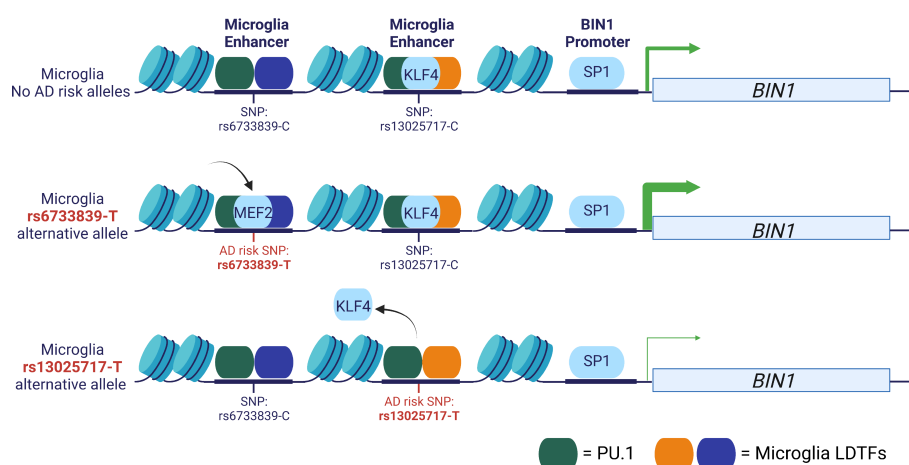 Microglia
Enhancer
Microglia
Enhancer
BIN1
Promoter
Microglia
No AD risk alleles
KLF4
SP1
BIN1
SNP:
rs6733839-C
SNP:
rs13025717-C
Microglia
rs6733839-T
alternative allele
MEF2
KLF4
SP1
BIN1
AD risk SNP:
rs6733839-T
SNP:
rs13025717-C
KLF4
Microglia
rs13025717-T
alternative allele
SP1
BIN1
SNP:
rs6733839-C
AD risk SNP:
rs13025717-T
= PU.1
= Microglia LDTFs